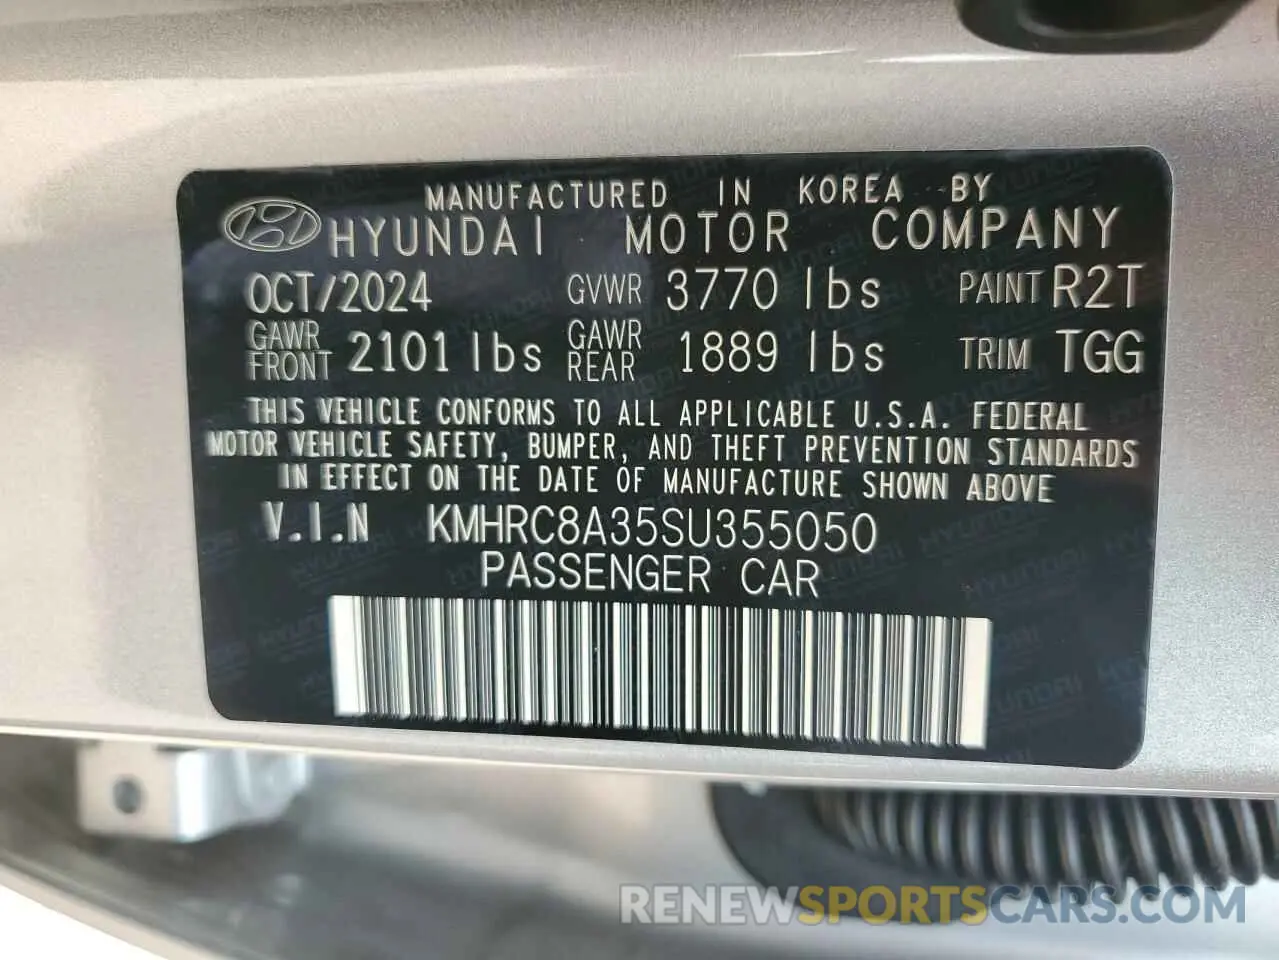 MANUFACTURED IN KOREA BY
HYUNDAI MOTOR COMPANY
OCT/2024 GVWR 3770 lbs PAINT R2T
GAWR FRONT 2101 lbs GAWR REAR 1889 lbs TRIM TGG
THIS VEHICLE CONFORMS TO ALL APPLICABLE U.S.A. FEDERAL
MOTOR VEHICLE SAFETY, BUMPER, AND THEFT PREVENTION STANDARDS
IN EFFECT ON THE DATE OF MANUFACTURE SHOWN ABOVE
V.I.N KMHRC8A35SU355050
PASSENGER CAR
RENEWSPORTSCARS.COM